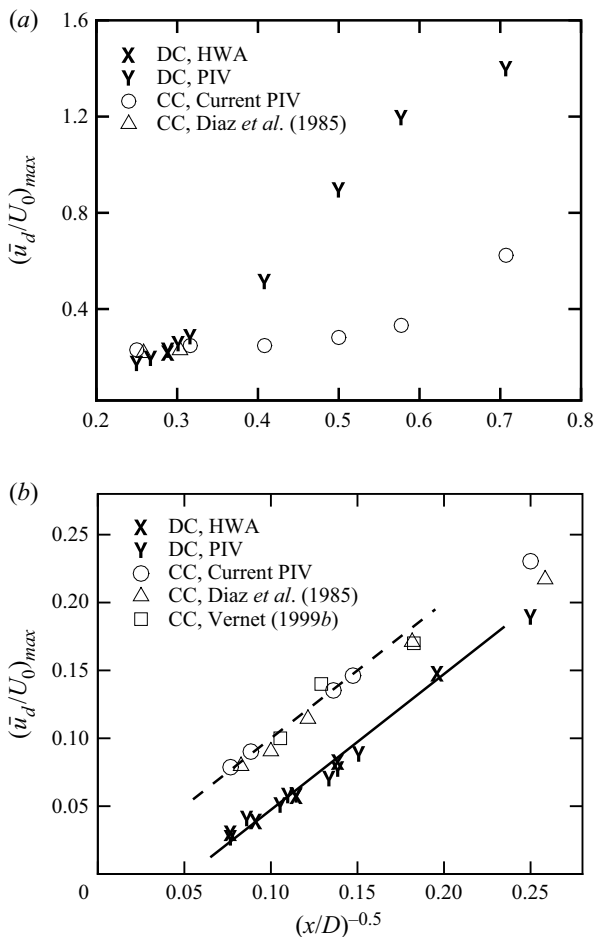 (a)
1.6
1.2
0.8
0.4
(ū_d/U_0)_max
DC, HWA
DC, PIV
CC, Current PIV
CC, Diaz et al. (1985)
0.2 0.3 0.4 0.5 0.6 0.7 0.8
(b)
0.25
0.20
0.15
0.10
0.05
(ū_d/U_0)_max
DC, HWA
DC, PIV
CC, Current PIV
CC, Diaz et al. (1985)
CC, Vernet (1999b)
0 0.05 0.10 0.15 0.20 0.25
(x/D)^–0.5